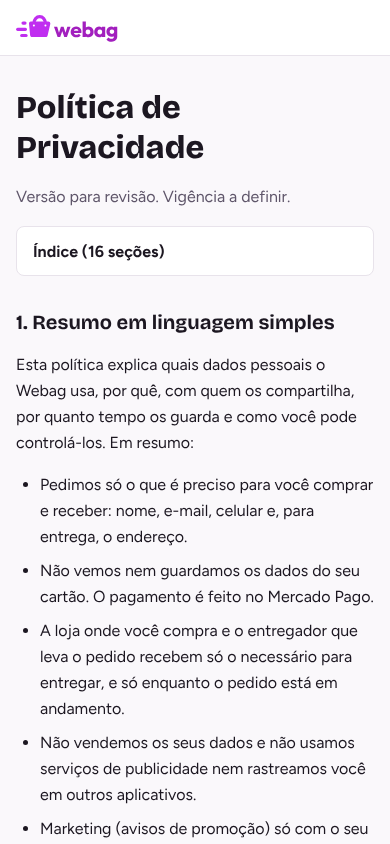 webag
Política de
Privacidade
Versão para revisão. Vigência a definir.
Índice (16 seções)
1. Resumo em linguagem simples
Esta política explica quais dados pessoais o
Webag usa, por quê, com quem os compartilha,
por quanto tempo os guarda e como você pode
controlá-los. Em resumo:
• Pedimos só o que é preciso para você comprar
e receber: nome, e-mail, celular e, para
entrega, o endereço.
• Não vemos nem guardamos os dados do seu
cartão. O pagamento é feito no Mercado Pago.
• A loja onde você compra e o entregador que
leva o pedido recebem só o necessário para
entregar, e só enquanto o pedido está em
andamento.
• Não vendemos os seus dados e não usamos
serviços de publicidade nem rastreamos você
em outros aplicativos.
• Marketing (avisos de promoção) só com o seu